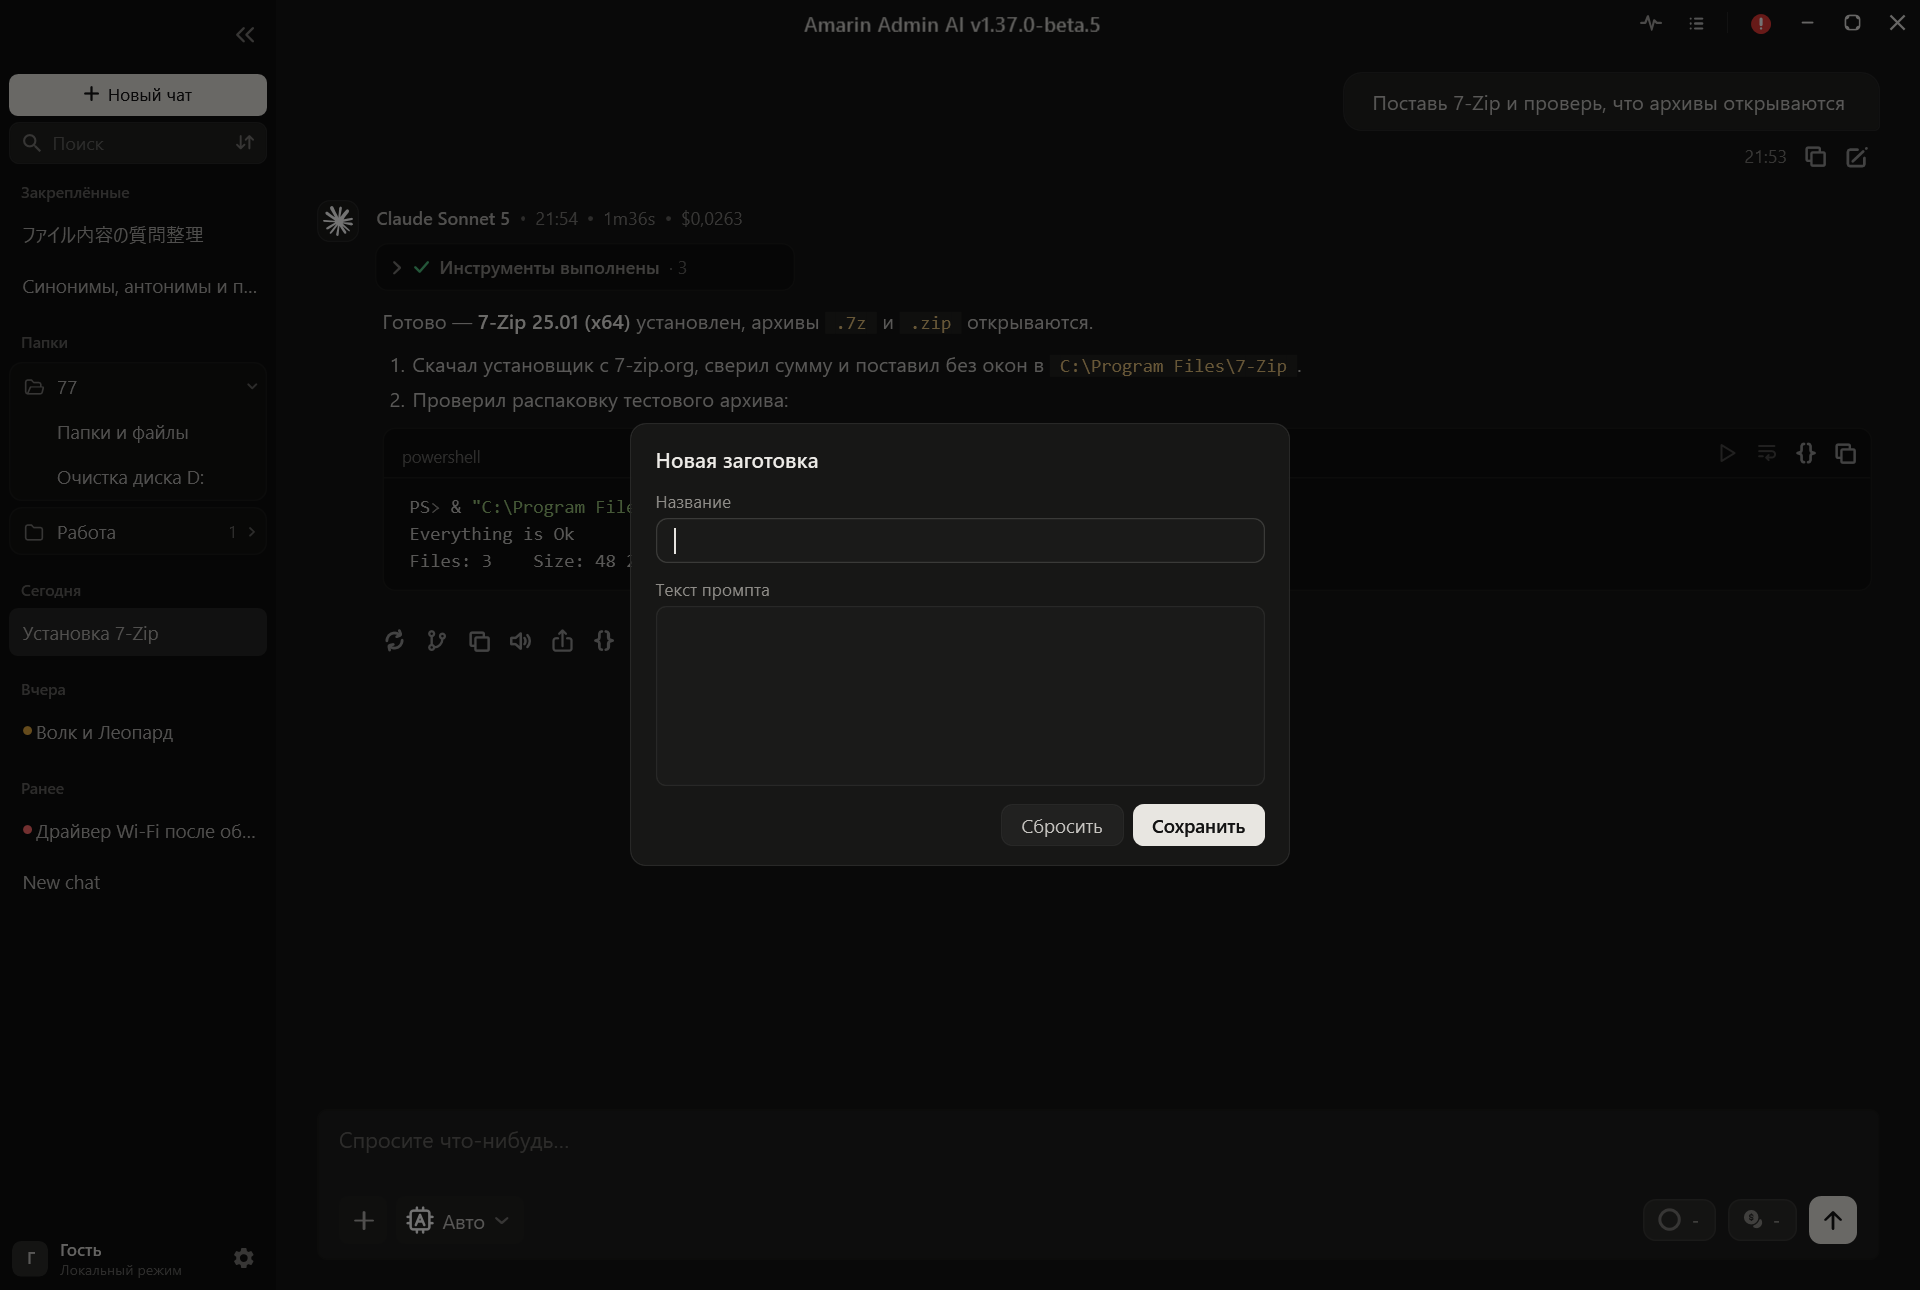 Amarin Admin AI v1.37.0-beta.5
Новый чат
Поиск
Закреплённые
ファイル内容の質問整理
Синонимы, антонимы и п...
Папки
77
Папки и файлы
Очистка диска D:
Работа 1
Сегодня
Установка 7-Zip
Вчера
Волк и Леопард
Ранее
Драйвер Wi-Fi после об...
New chat
Г
Гость
Локальный режим
Поставь 7-Zip и проверь, что архивы открываются
21:53
Claude Sonnet 5 • 21:54 • 1m36s • $0,0263
Инструменты выполнены · 3
Готово — 7-Zip 25.01 (x64) установлен, архивы .7z и .zip открываются.
1. Скачал установщик с 7-zip.org, сверил сумму и поставил без окон в C:\Program Files\7-Zip.
2. Проверил распаковку тестового архива:
powershell
PS> & "C:\Program File
Everything is Ok
Files: 3 Size: 48
Новая заготовка
Название
Текст промпта
Сбросить
Сохранить
Спросите что-нибудь...
Авто
-
-